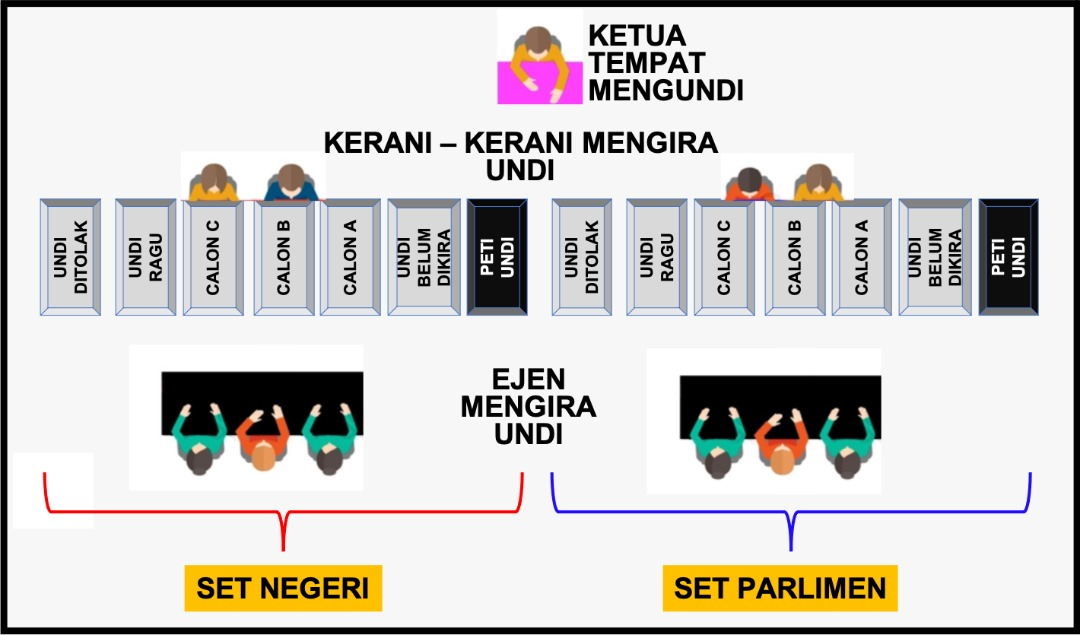 KETUA
TEMPAT
MENGUNDI
KERANI – KERANI MENGIRA
UNDI
UNDI
DITOLAK
UNDI
RAGU
CALON C
CALON B
CALON A
UNDI
BELUM
DIKIRA
PETI
UNDI
UNDI
DITOLAK
UNDI
RAGU
CALON C
CALON B
CALON A
UNDI
BELUM
DIKIRA
PETI
UNDI
EJEN
MENGIRA
UNDI
SET NEGERI
SET PARLIMEN